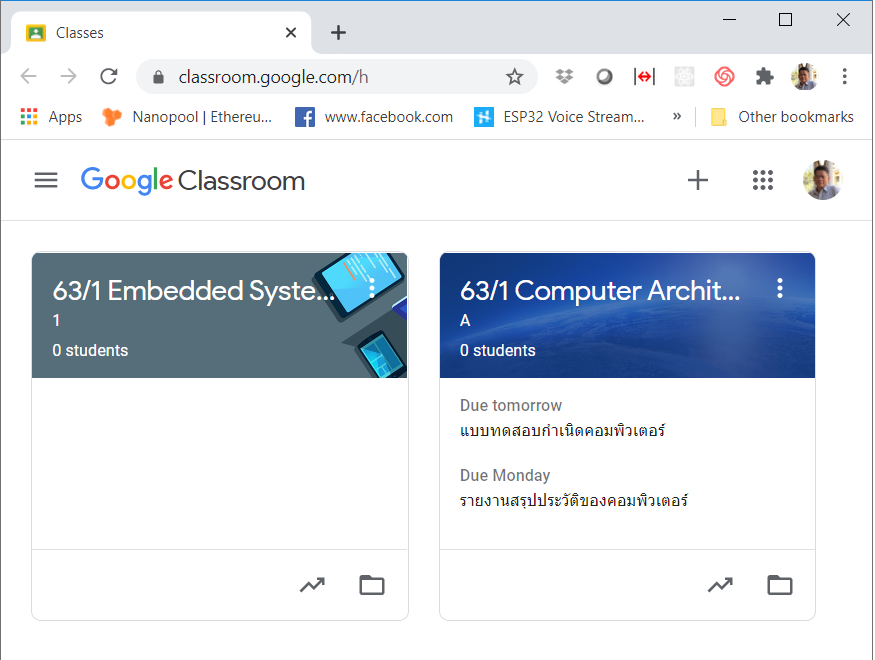 Classes
classroom.google.com/h
Apps
Nanopool | Ethereu...
www.facebook.com
ESP32 Voice Stream...
»
Other bookmarks
Google Classroom
63/1 Embedded Syste...
1
0 students
63/1 Computer Archit...
A
0 students
Due tomorrow
แบบทดสอบกำเนิดคอมพิวเตอร์
Due Monday
รายงานสรุปประวัติของคอมพิวเตอร์